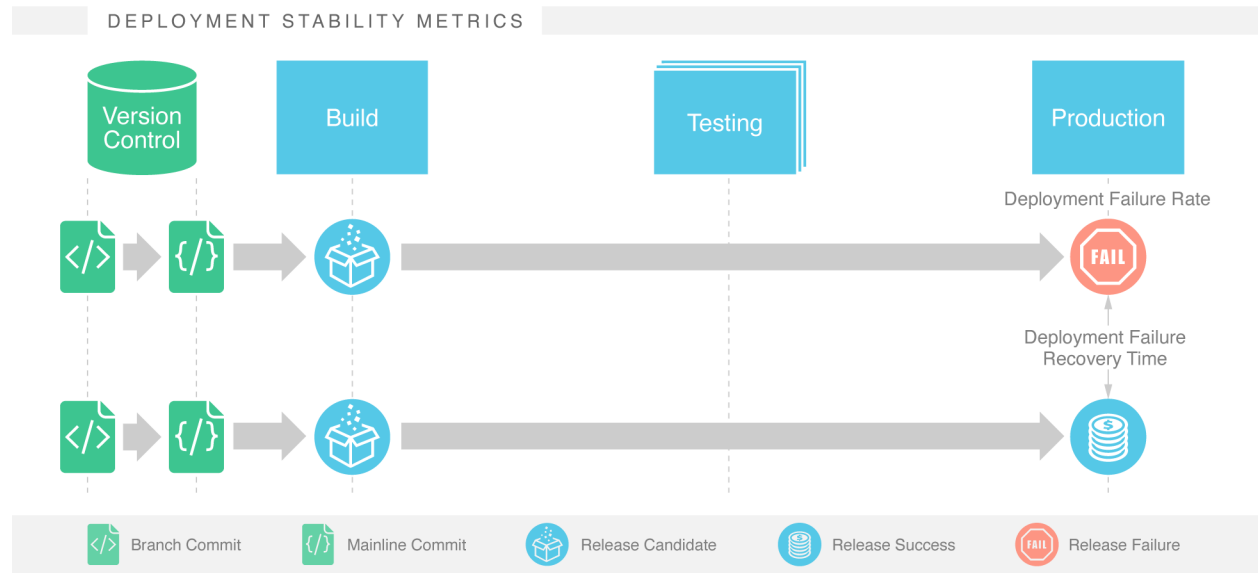 DEPLOYMENT STABILITY METRICS
Version
Control
Build
Testing
Production
Deployment Failure Rate
</>
{/}
FAIL
Deployment Failure
Recovery Time
</>
{/}
$
</>
Branch Commit
{/}
Mainline Commit
Release Candidate
$
Release Success
FAIL
Release Failure